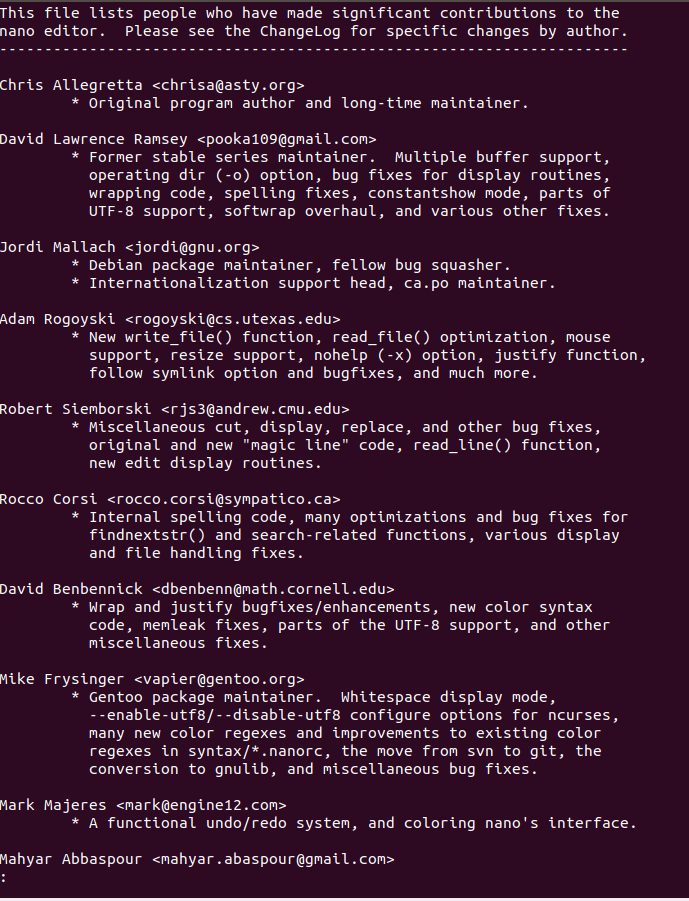 This file lists people who have made significant contributions to the
nano editor.  Please see the ChangeLog for specific changes by author.
----------------------------------------------------------------------
Chris Allegretta <chrisa@asty.org>
        * Original program author and long-time maintainer.
David Lawrence Ramsey <pooka109@gmail.com>
        * Former stable series maintainer.  Multiple buffer support,
          operating dir (-o) option, bug fixes for display routines,
          wrapping code, spelling fixes, constantshow mode, parts of
          UTF-8 support, softwrap overhaul, and various other fixes.
Jordi Mallach <jordi@gnu.org>
        * Debian package maintainer, fellow bug squasher.
        * Internationalization support head, ca.po maintainer.
Adam Rogoyski <rogoyski@cs.utexas.edu>
        * New write_file() function, read_file() optimization, mouse
          support, resize support, nohelp (-x) option, justify function,
          follow symlink option and bugfixes, and much more.
Robert Siemborski <rjs3@andrew.cmu.edu>
        * Miscellaneous cut, display, replace, and other bug fixes,
          original and new "magic line" code, read_line() function,
          new edit display routines.
Rocco Corsi <rocco.corsi@sympatico.ca>
        * Internal spelling code, many optimizations and bug fixes for
          findnextstr() and search-related functions, various display
          and file handling fixes.
David Benbennick <dbenbenn@math.cornell.edu>
        * Wrap and justify bugfixes/enhancements, new color syntax
          code, memleak fixes, parts of the UTF-8 support, and other
          miscellaneous fixes.
Mike Frysinger <vapier@gentoo.org>
        * Gentoo package maintainer.  Whitespace display mode,
          --enable-utf8/--disable-utf8 configure options for ncurses,
          many new color regexes and improvements to existing color
          regexes in syntax/*.nanorc, the move from svn to git, the
          conversion to gnulib, and miscellaneous bug fixes.
Mark Majeres <mark@engine12.com>
        * A functional undo/redo system, and coloring nano's interface.
Mahyar Abbaspour <mahyar.abaspour@gmail.com>
: